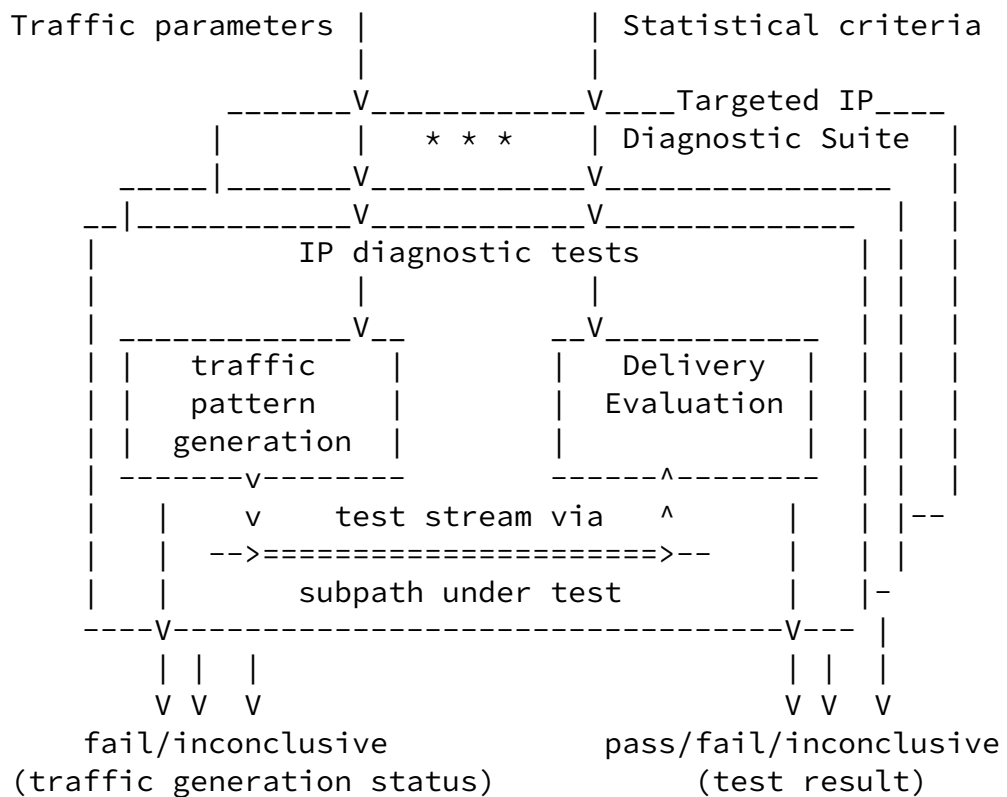 Traffic parameters Statistical criteria
Targeted IP
* * * Diagnostic Suite
IP diagnostic tests
traffic Delivery
pattern Evaluation
generation
test stream via
subpath under test
fail/inconclusive pass/fail/inconclusive
(traffic generation status) (test result)